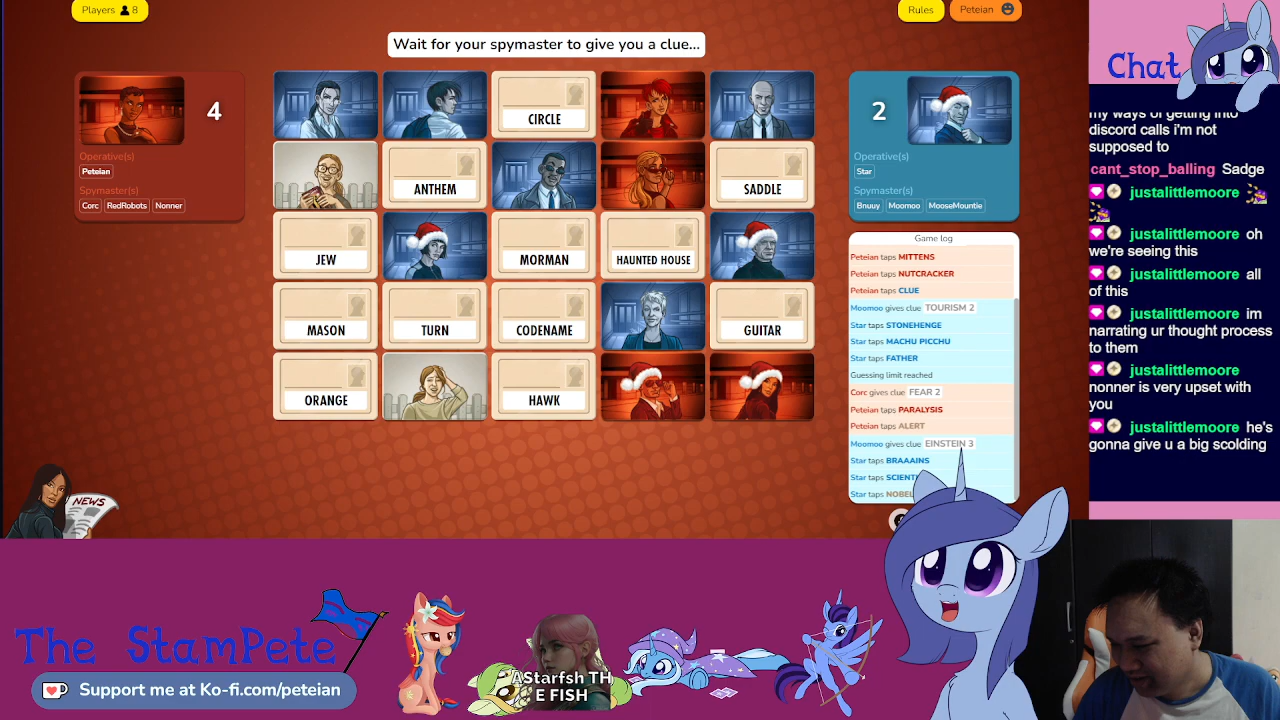 Players 8
Rules
Peteian
Wait for your spymaster to give you a clue...
4
Operative(s)
Peteian
Spymaster(s)
Corc RedRobots Nonner
CIRCLE
ANTHEM
SADDLE
JEW
MORMAN
HAUNTED HOUSE
MASON
TURN
CODENAME
GUITAR
ORANGE
HAWK
2
Operative(s)
Star
Spymaster(s)
Bnuuy Moomoo MooseMountie
Game log
Peteian taps MITTENS
Peteian taps NUTCRACKER
Peteian taps CLUE
Moomoo gives clue TOURISM 2
Star taps STONEHENGE
Star taps MACHU PICCHU
Star taps FATHER
Guessing limit reached
Corc gives clue FEAR 2
Peteian taps PARALYSIS
Peteian taps ALERT
Moomoo gives clue EINSTEIN 3
Star taps BRAAAINS
Star taps SCIENT
Star taps NOBEL
Chat
my ways of getting into
discord calls i'm not
supposed to
cant_stop_balling Sadge
justalittlemoore
justalittlemoore oh
we're seeing this
justalittlemoore all
of this
justalittlemoore im
narrating ur thought process
to them
justalittlemoore
nonner is very upset with
you
justalittlemoore he's
gonna give u a big scolding
NEWS
The StamPete
Support me at Ko-fi.com/peteian
AStarfsh TH
E FISH